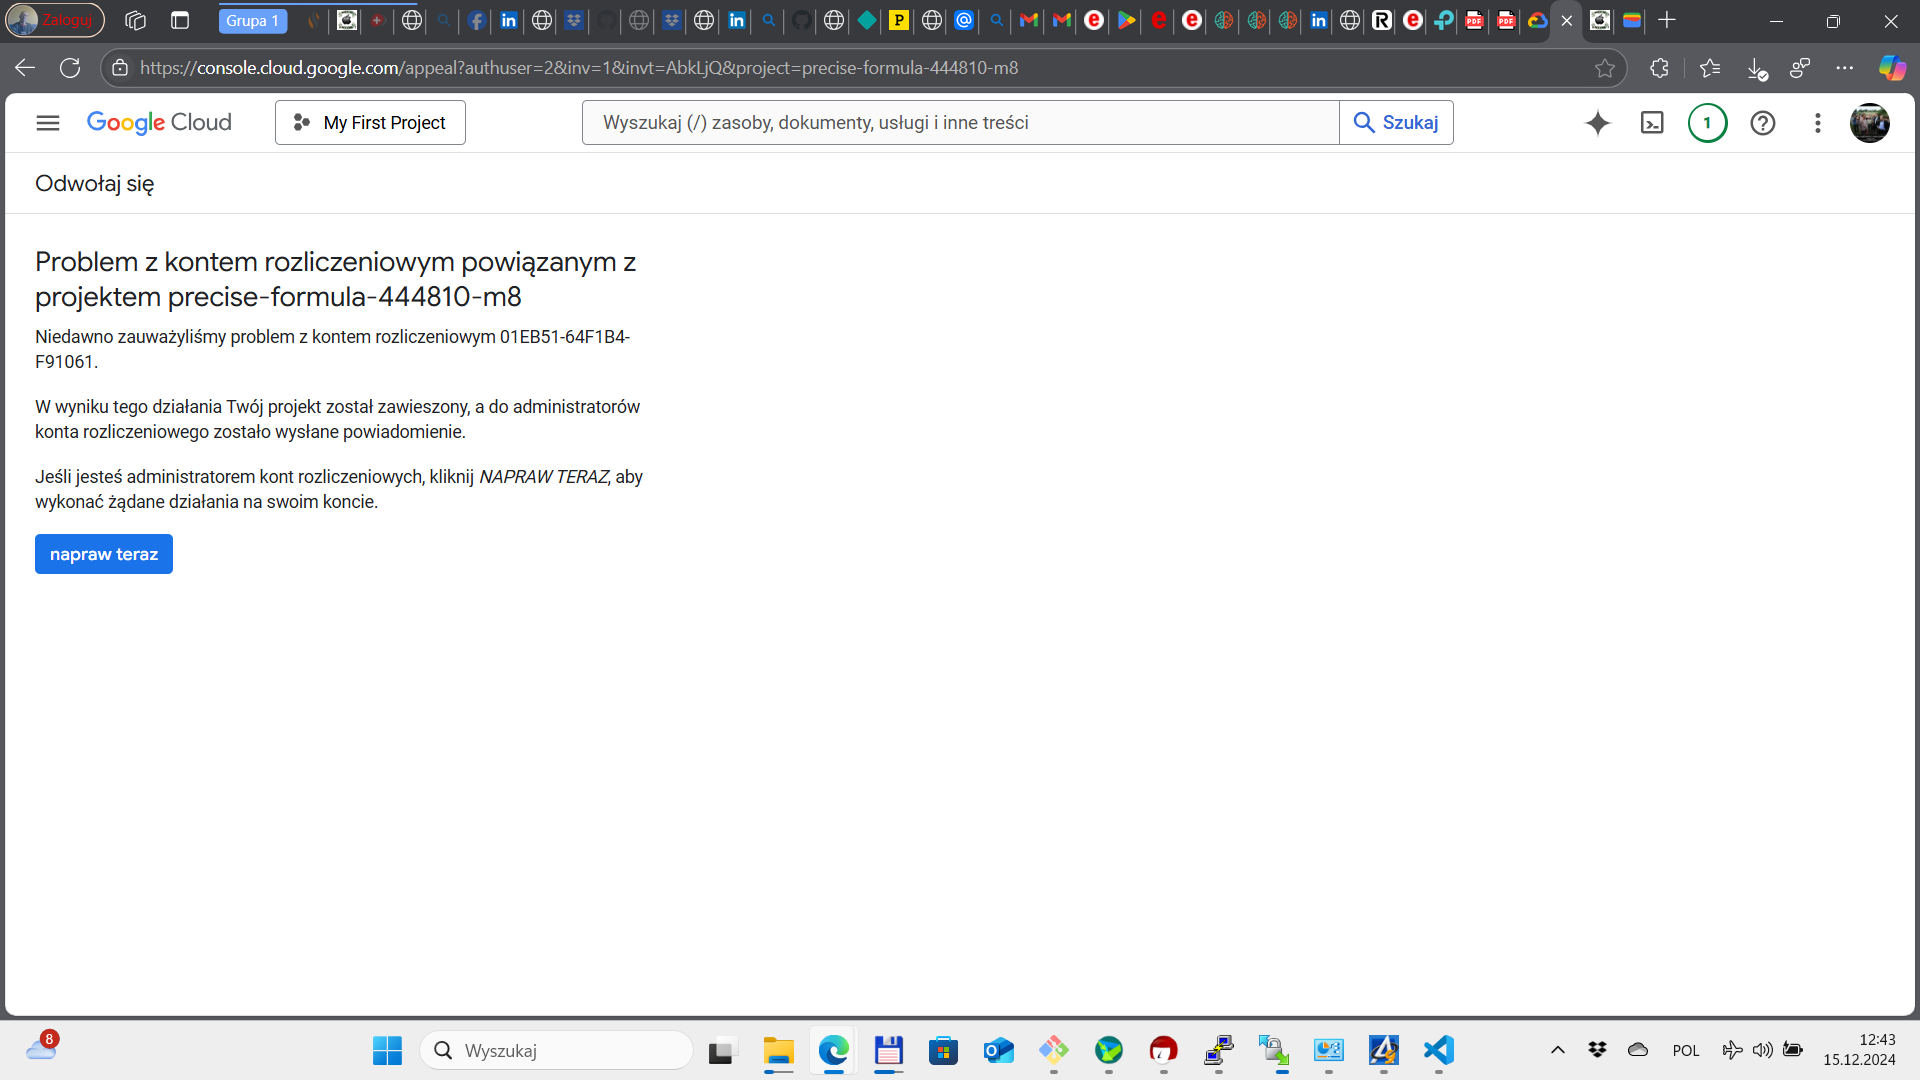 Zaloguj
Grupa 1
https://console.cloud.google.com/appeal?authuser=2&inv=1&invt=AbkLjQ&project=precise-formula-444810-m8
Google Cloud
My First Project
Wyszukaj (/) zasoby, dokumenty, usługi i inne treści
Szukaj
1
Odwołaj się
Problem z kontem rozliczeniowym powiązanym z
projektem precise-formula-444810-m8
Niedawno zauważyliśmy problem z kontem rozliczeniowym 01EB51-64F1B4-
F91061.
W wyniku tego działania Twój projekt został zawieszony, a do administratorów
konta rozliczeniowego zostało wysłane powiadomienie.
Jeśli jesteś administratorem kont rozliczeniowych, kliknij NAPRAW TERAZ, aby
wykonać żądane działania na swoim koncie.
napraw teraz
8
Wyszukaj
POL
12:43
15.12.2024